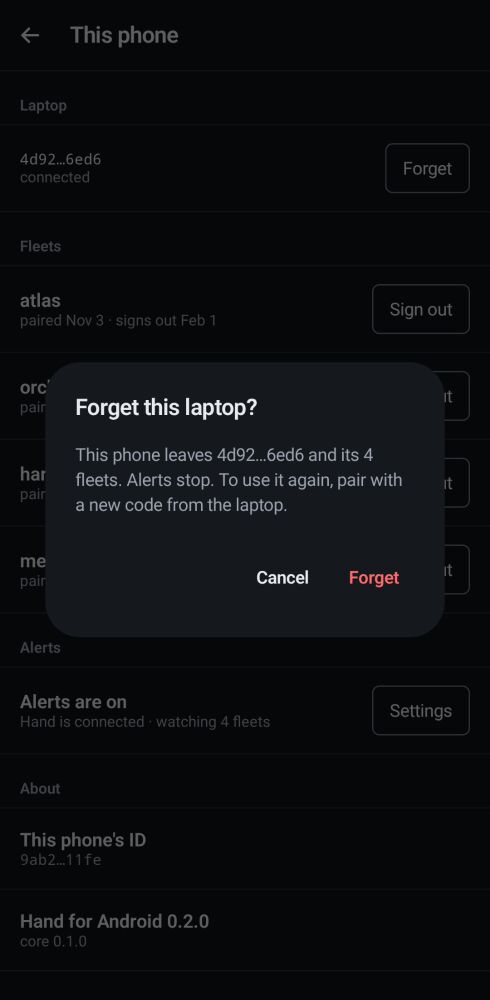 This phone
Laptop
4d92…6ed6
connected
Forget
Fleets
atlas
paired Nov 3 · signs out Feb 1
Sign out
Forget this laptop?
This phone leaves 4d92…6ed6 and its 4
fleets. Alerts stop. To use it again, pair with
a new code from the laptop.
Cancel
Forget
Alerts
Alerts are on
Hand is connected · watching 4 fleets
Settings
About
This phone's ID
9ab2…11fe
Hand for Android 0.2.0
core 0.1.0